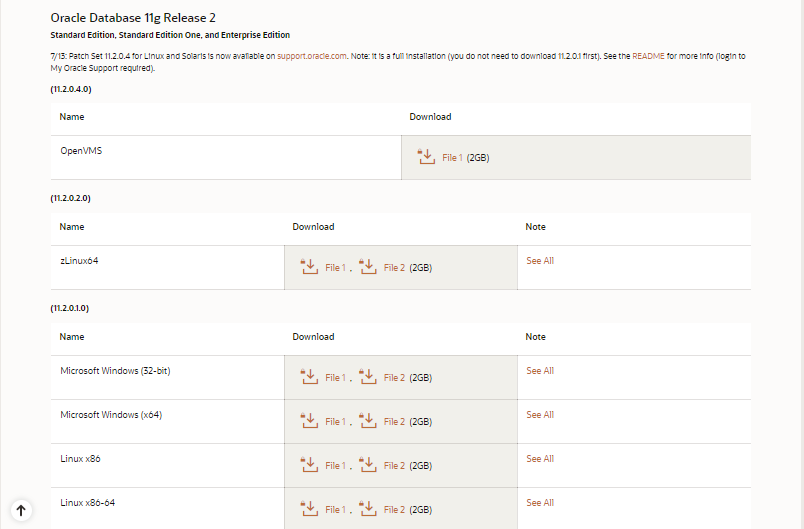 Oracle Database 11g Release 2
Standard Edition, Standard Edition One, and Enterprise Edition
7/13: Patch Set 11.2.0.4 for Linux and Solaris is now available on support.oracle.com. Note: it is a full installation (you do not need to download 11.2.0.1 first). See the README for more info (login to
My Oracle Support required).
(11.2.0.4.0)
Name Download
OpenVMS File 1 (2GB)
(11.2.0.2.0)
Name Download Note
zLinux64 File 1 , File 2 (2GB) See All
(11.2.0.1.0)
Name Download Note
Microsoft Windows (32-bit) File 1 , File 2 (2GB) See All
Microsoft Windows (x64) File 1 , File 2 (2GB) See All
Linux x86 File 1 , File 2 (2GB) See All
Linux x86-64 File 1 , File 2 (2GB) See All